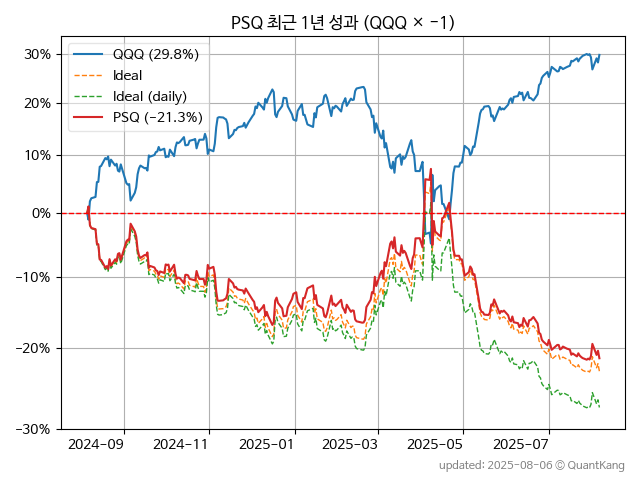 PSQ 최근 1년 성과 (QQQ × −1)
QQQ (29.8%)
Ideal
Ideal (daily)
PSQ (−21.3%)
30%
20%
10%
0%
−10%
−20%
−30%
2024-09
2024-11
2025-01
2025-03
2025-05
2025-07
updated: 2025-08-06 © QuantKang